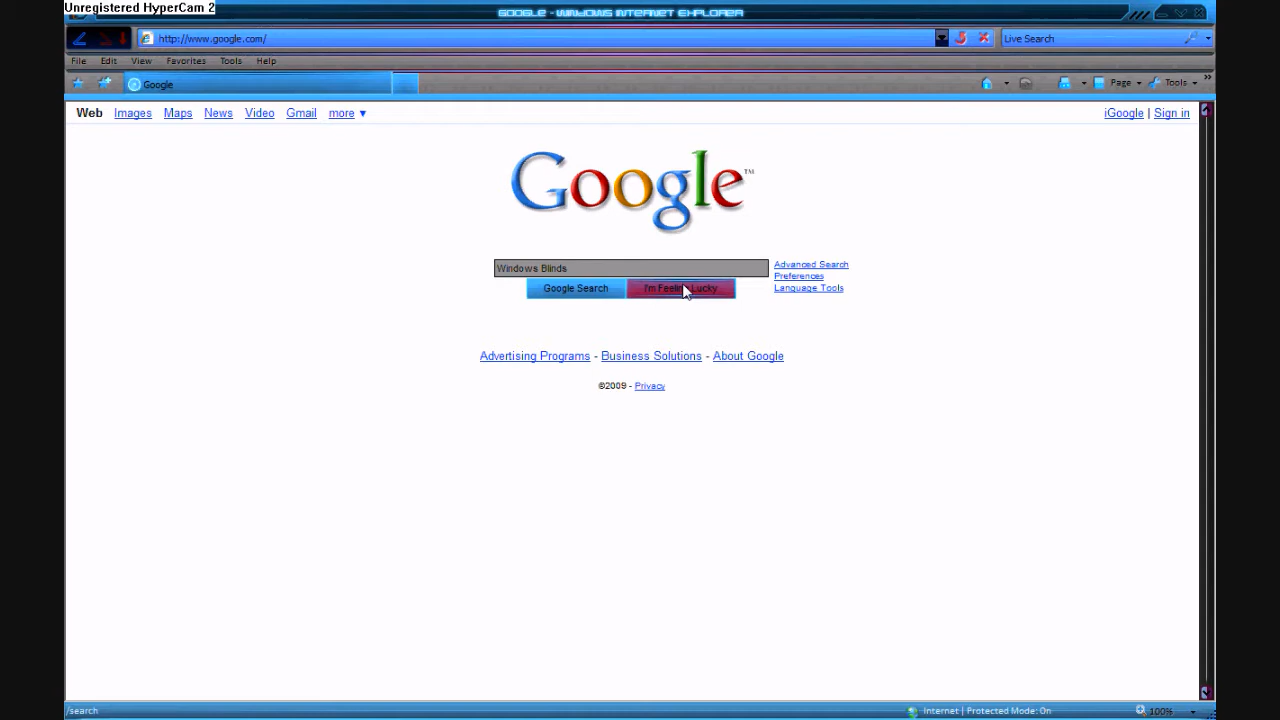 Unregistered HyperCam 2
GOOGLE - WINDOWS INTERNET EXPLORER
http://www.google.com/
Live Search
File Edit View Favorites Tools Help
Google
Page Tools
Web Images Maps News Video Gmail more ▼
iGoogle | Sign in
Google™
Windows Blinds
Advanced Search
Preferences
Language Tools
Google Search I'm Feeling Lucky
Advertising Programs - Business Solutions - About Google
©2009 - Privacy
/search
Internet | Protected Mode: On
100%